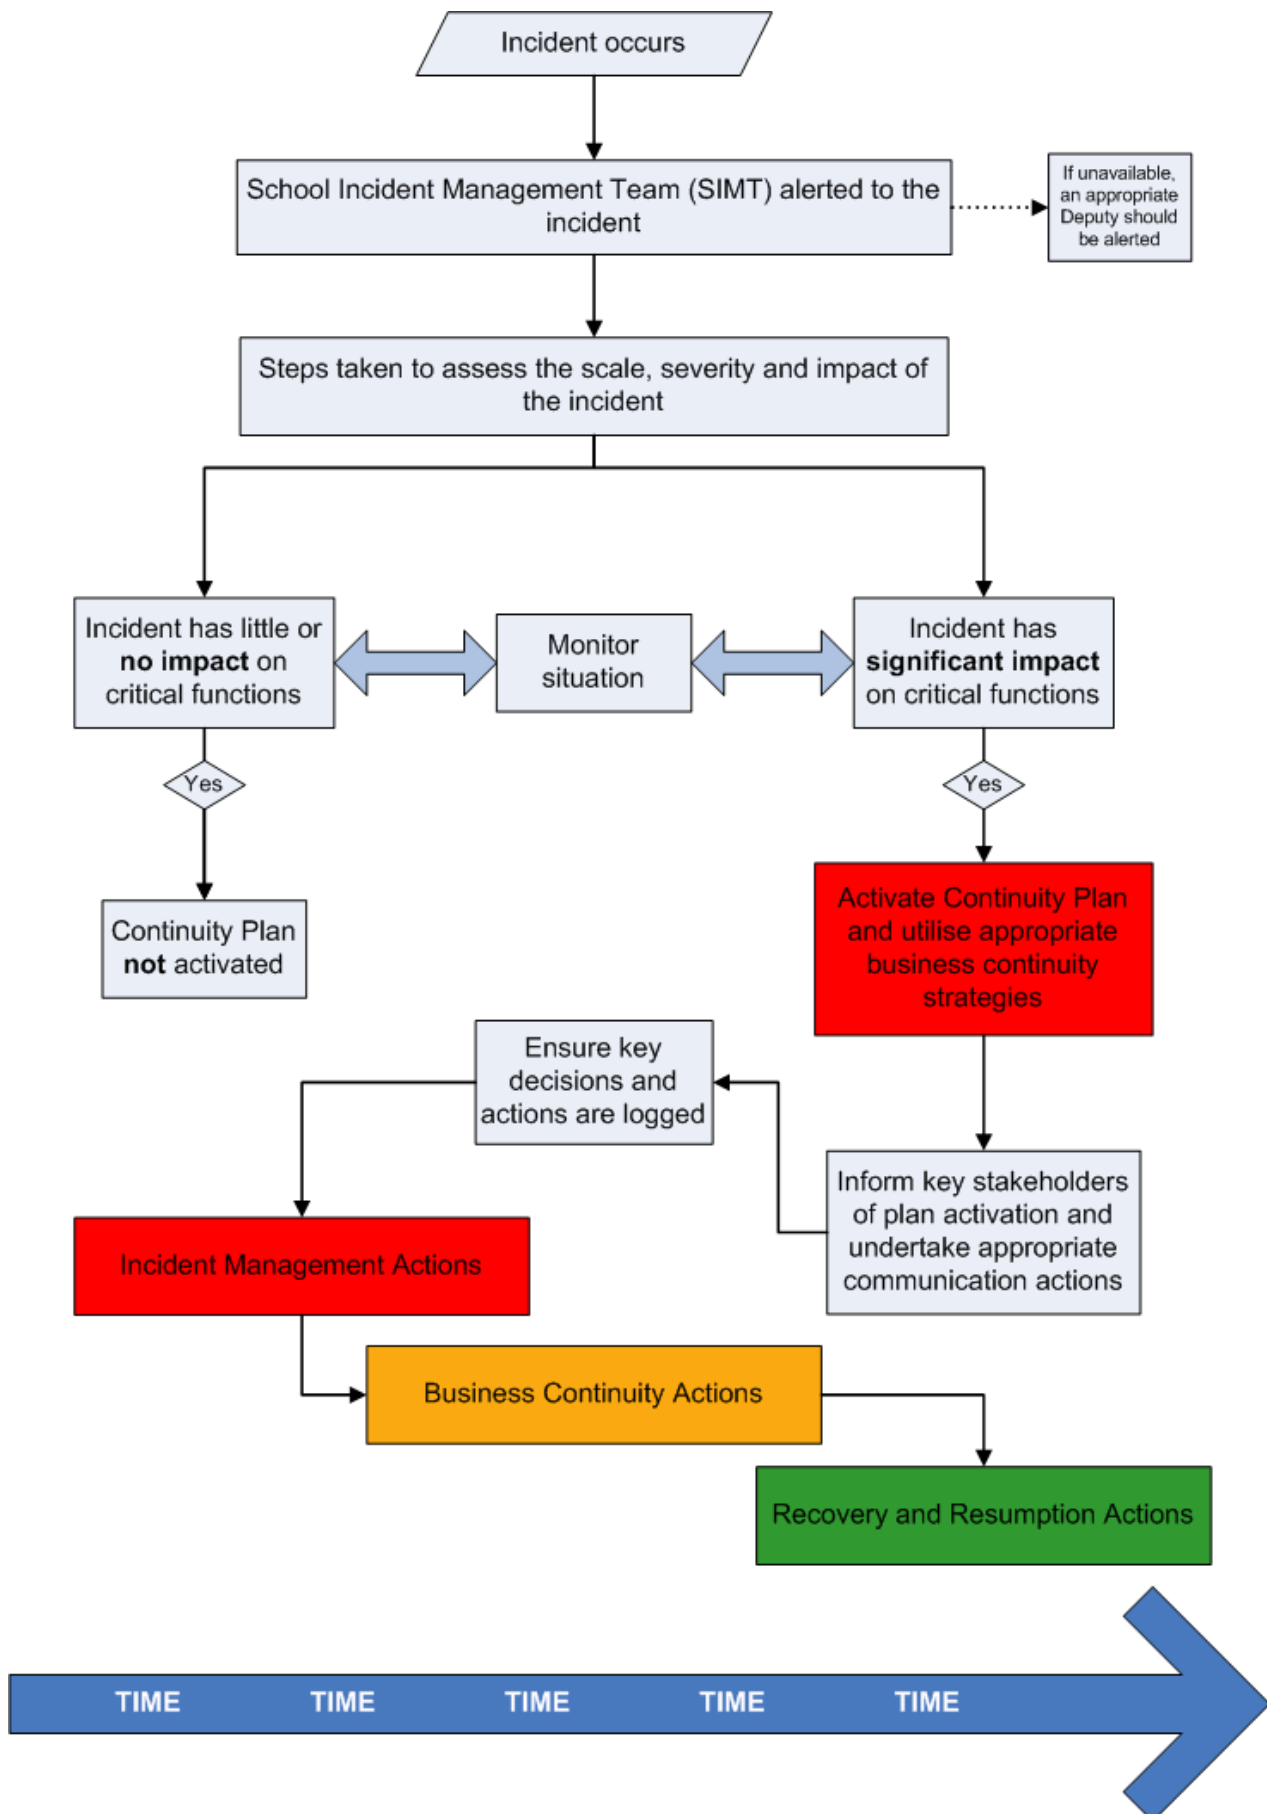 Incident occurs
School Incident Management Team (SIMT) alerted to the
incident
If unavailable,
an appropriate
Deputy should
be alerted
Steps taken to assess the scale, severity and impact of
the incident
Incident has little or
no impact on
critical functions
Monitor
situation
Incident has
significant impact
on critical functions
Yes
Yes
Continuity Plan
not activated
Activate Continuity Plan
and utilise appropriate
business continuity
strategies
Ensure key
decisions and
actions are logged
Inform key stakeholders
of plan activation and
undertake appropriate
communication actions
Incident Management Actions
Business Continuity Actions
Recovery and Resumption Actions
TIME TIME TIME TIME TIME